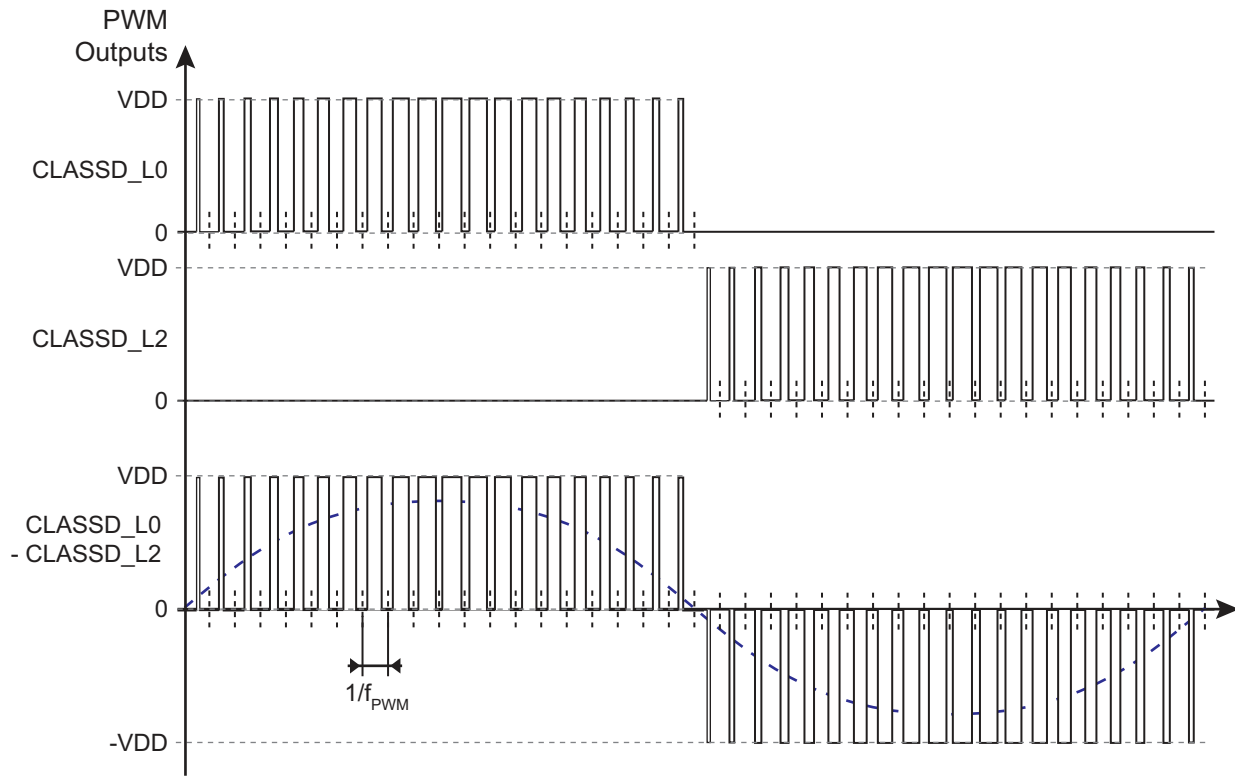 PWM
Outputs
VDD
CLASSD_L0
0
VDD
CLASSD_L2
0
VDD
CLASSD_L0
- CLASSD_L2
0
1/fPWM
-VDD